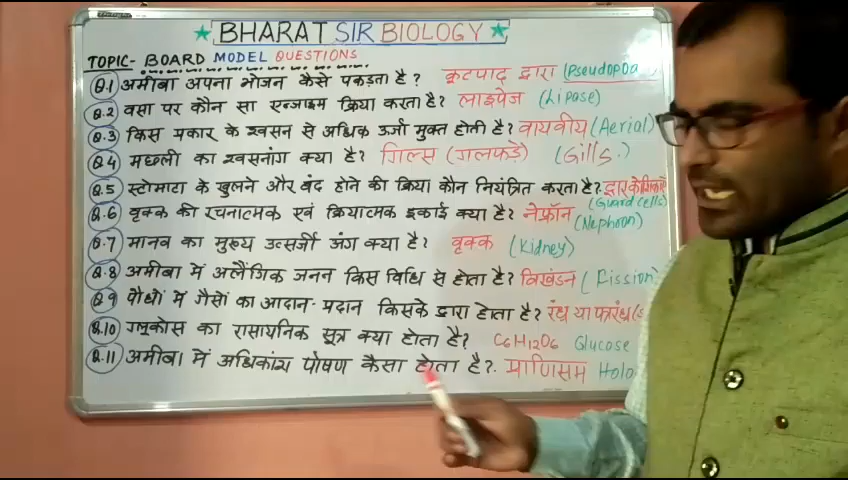 BHARAT SIR BIOLOGY
TOPIC- BOARD MODEL QUESTIONS
Q.1 अमीबा अपना भोजन कैसे पकड़ता है? कूटपाद द्वारा (Pseudopoa
Q.2 वसा पर कौन सा एन्जाइम क्रिया करता है? लाइपेज (Lipase)
Q.3 किस प्रकार के श्वसन से अधिक उर्जा मुक्त होती है? वायवीय (Aerial)
Q.4 मछली का श्वसनांग क्या है? गिल्स (गलफड़े) (Gills.)
Q.5 स्टोमाटा के खुलने और बंद होने की क्रिया कौन नियंत्रित करता है? द्वार कोशिकाएँ (Guard cells)
Q.6 वृक्क की रचनात्मक एवं क्रियात्मक इकाई क्या है? नेफ्रॉन (Nephron)
Q.7 मानव का मुख्य उत्सर्जी अंग क्या है? वृक्क (Kidney)
Q.8 अमीबा में अलैंगिक जनन किस विधि से होता है? विखंडन (Fission)
Q.9 पौधों में गैसों का आदान-प्रदान किसके द्वारा होता है? रंध्र या
Q.10 ग्लूकोस का रासायनिक सूत्र क्या होता है? C6H12O6 Glucose
Q.11 अमीबा में अधिकांश पोषण कैसा होता है? प्राणिसम Holo